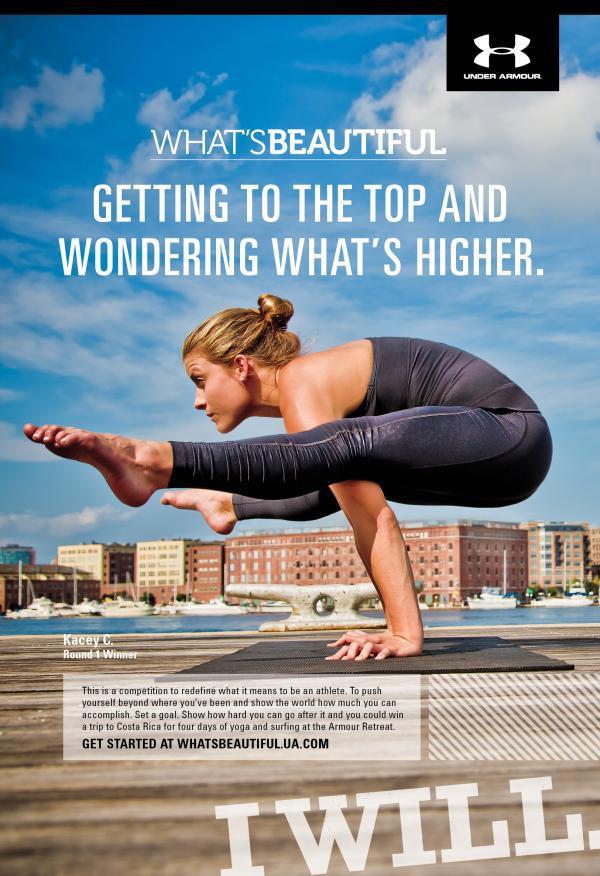 UNDER ARMOUR
WHAT'SBEAUTIFUL
GETTING TO THE TOP AND
WONDERING WHAT'S HIGHER.
Kacey C.
Round 1 Winner
This is a competition to redefine what it means to be an athlete. To push
yourself beyond where you've been and show the world how much you can
accomplish. Set a goal. Show how hard you can go after it and you could win
a trip to Costa Rica for four days of yoga and surfing at the Armour Retreat.
GET STARTED AT WHATSBEAUTIFUL.UA.COM
I WILL.